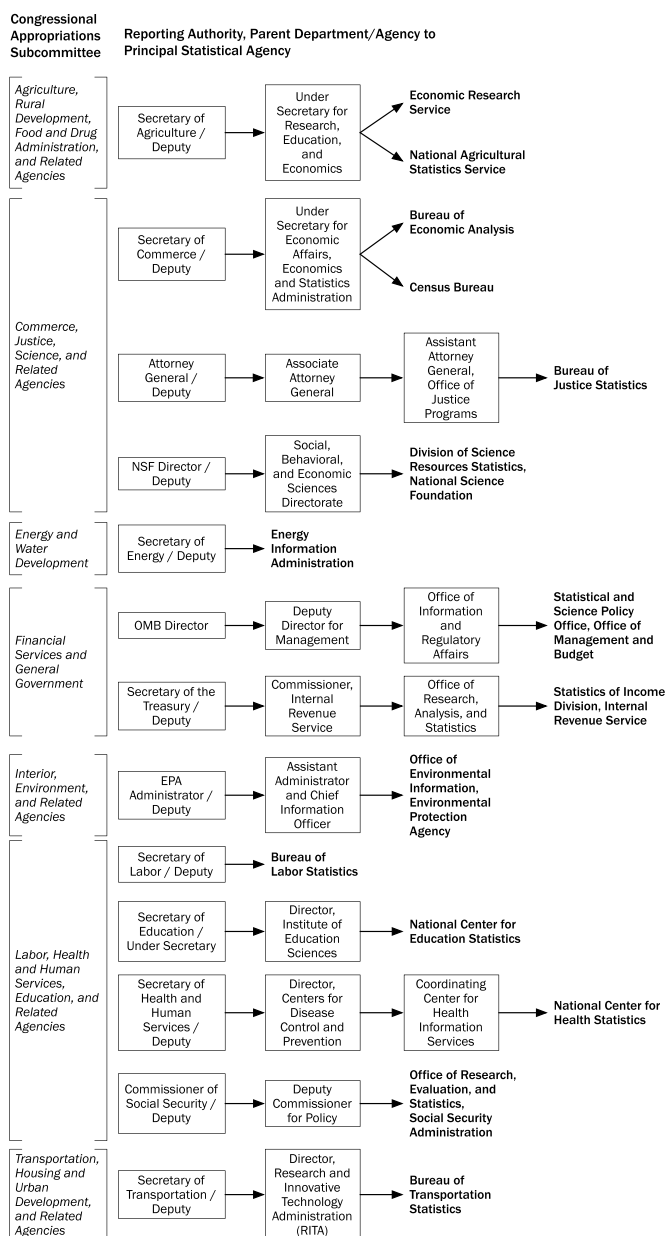 Congressional
Appropriations
Subcommittee
Reporting Authority, Parent Department/Agency to
Principal Statistical Agency
Agriculture,
Rural
Development,
Food and Drug
Administration,
and Related
Agencies
Secretary of
Agriculture /
Deputy
Under
Secretary for
Research,
Education,
and
Economics
Economic Research
Service
National Agricultural
Statistics Service
Commerce,
Justice,
Science, and
Related
Agencies
Secretary of
Commerce /
Deputy
Under
Secretary for
Economic
Affairs,
Economics
and Statistics
Administration
Bureau of
Economic Analysis
Census Bureau
Attorney
General /
Deputy
Associate
Attorney
General
Assistant
Attorney
General,
Office of
Justice
Programs
Bureau of
Justice Statistics
NSF Director /
Deputy
Social,
Behavioral,
and Economic
Sciences
Directorate
Division of Science
Resources Statistics,
National Science
Foundation
Energy and
Water
Development
Secretary of
Energy / Deputy
Energy
Information
Administration
Financial
Services and
General
Government
OMB Director
Deputy
Director for
Management
Office of
Information
and
Regulatory
Affairs
Statistical and
Science Policy
Office, Office of
Management and
Budget
Secretary of the
Treasury /
Deputy
Commissioner,
Internal
Revenue
Service
Office of
Research,
Analysis, and
Statistics
Statistics of Income
Division, Internal
Revenue Service
Interior,
Environment,
and Related
Agencies
EPA
Administrator /
Deputy
Assistant
Administrator
and Chief
Information
Officer
Office of
Environmental
Information,
Environmental
Protection
Agency
Labor, Health
and Human
Services,
Education, and
Related
Agencies
Secretary of
Labor / Deputy
Bureau of
Labor Statistics
Secretary of
Education /
Under Secretary
Director,
Institute of
Education
Sciences
National Center for
Education Statistics
Secretary of
Health and
Human
Services /
Deputy
Director,
Centers for
Disease
Control and
Prevention
Coordinating
Center for
Health
Information
Services
National Center for
Health Statistics
Commissioner of
Social Security /
Deputy
Deputy
Commissioner
for Policy
Office of Research,
Evaluation, and
Statistics,
Social Security
Administration
Transportation,
Housing and
Urban
Development,
and Related
Agencies
Secretary of
Transportation /
Deputy
Director,
Research and
Innovative
Technology
Administration
(RITA)
Bureau of
Transportation
Statistics